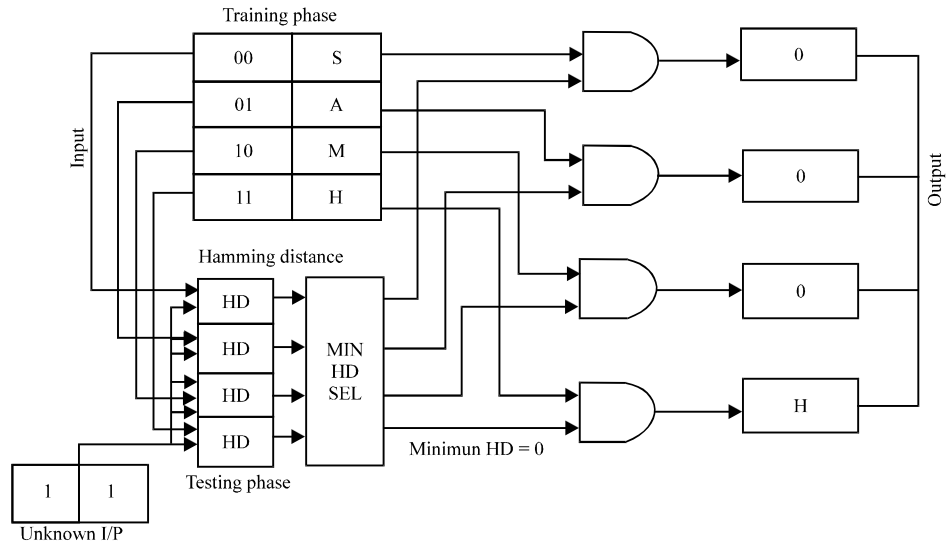 Training phase
00 S
01 A
10 M
11 H
Input
Hamming distance
HD
HD
HD
HD
MIN
HD
SEL
Minimun HD = 0
Testing phase
1 1
Unknown I/P
0
0
0
H
Output